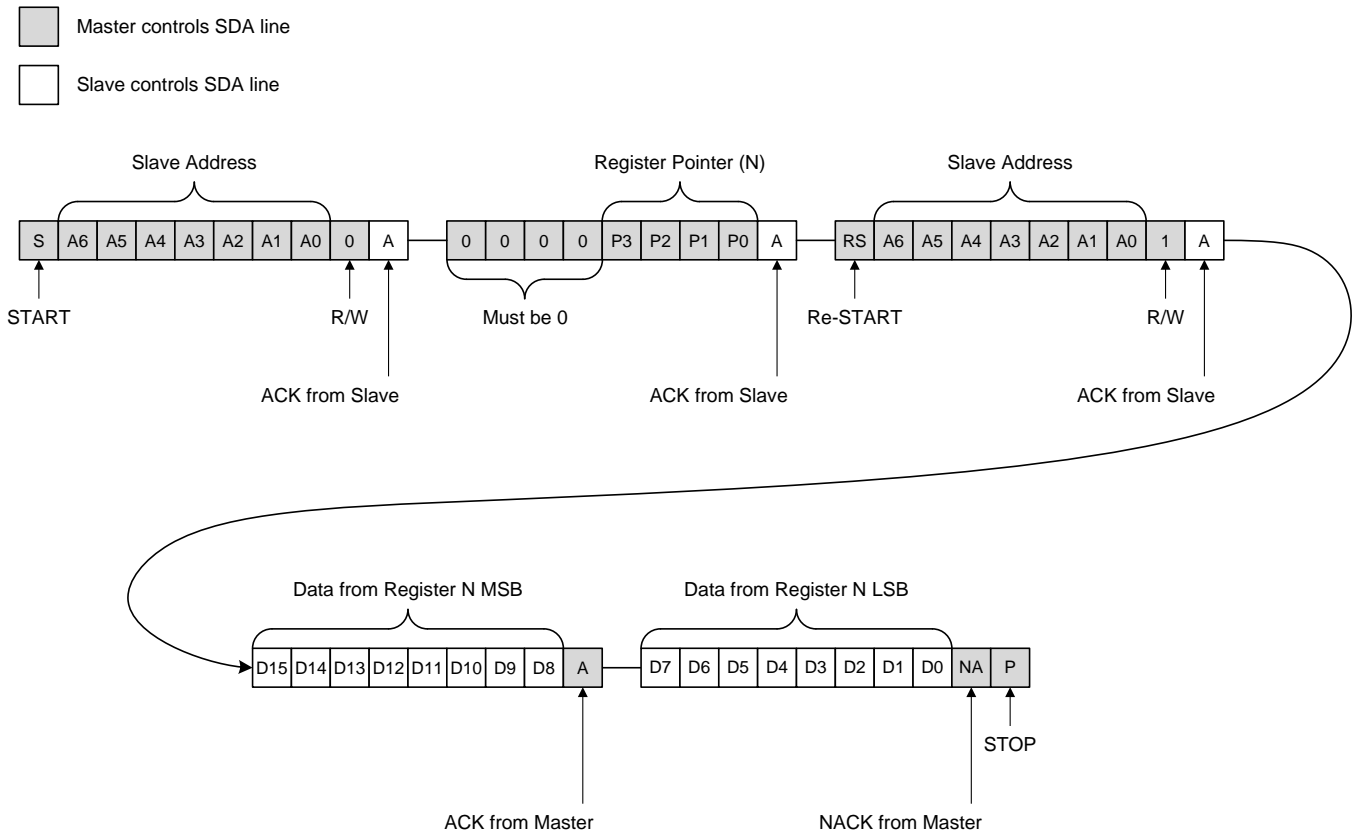 Master controls SDA line
Slave controls SDA line
Slave Address
Register Pointer (N)
Slave Address
S A6 A5 A4 A3 A2 A1 A0 0 A
0 0 0 0 P3 P2 P1 P0 A
RS A6 A5 A4 A3 A2 A1 A0 1 A
START
R/W
Must be 0
Re-START
R/W
ACK from Slave
ACK from Slave
ACK from Slave
Data from Register N MSB
Data from Register N LSB
D15 D14 D13 D12 D11 D10 D9 D8 A
D7 D6 D5 D4 D3 D2 D1 D0 NA P
STOP
ACK from Master
NACK from Master